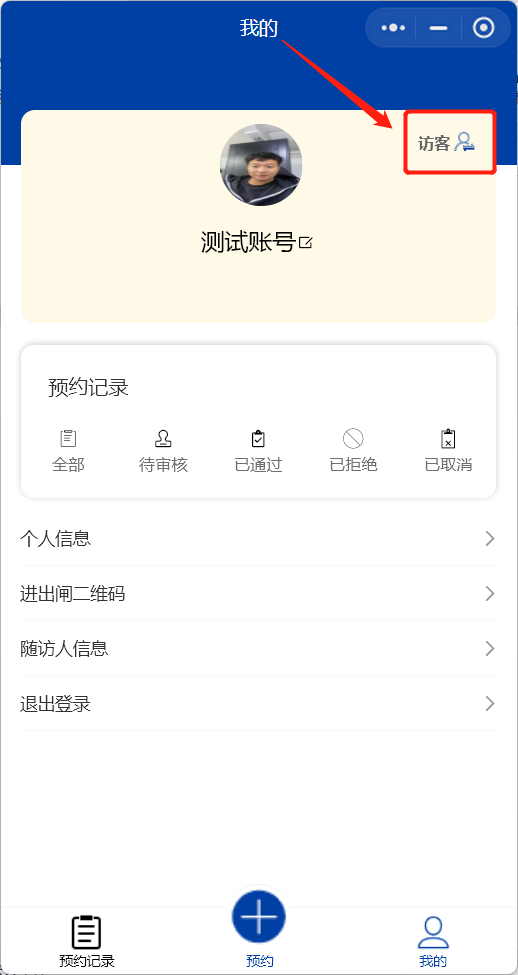 我的
访客
测试账号
预约记录
全部 待审核 已通过 已拒绝 已取消
个人信息
进出闸二维码
随访人信息
退出登录
预约记录 预约 我的